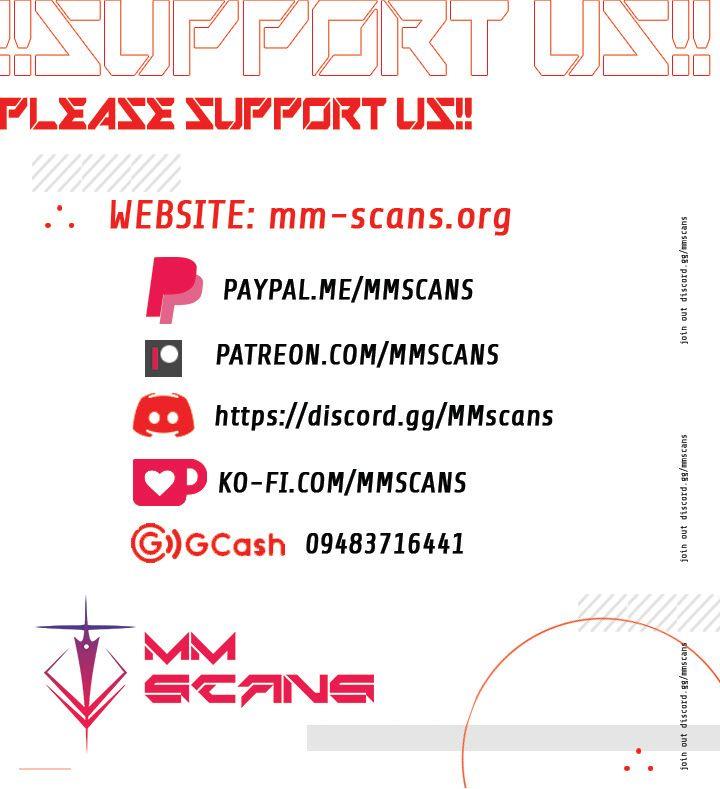 !!SUPPORT US!!
PLEASE SUPPORT US!!
WEBSITE: mm-scans.org
PAYPAL.ME/MMSCANS
PATREON.COM/MMSCANS
https://discord.gg/MMscans
KO-FI.COM/MMSCANS
GCash 09483716441
MM
SCANS
join out discord.gg/mmscans
join out discord.gg/mmscans
join out discord.gg/mmscans